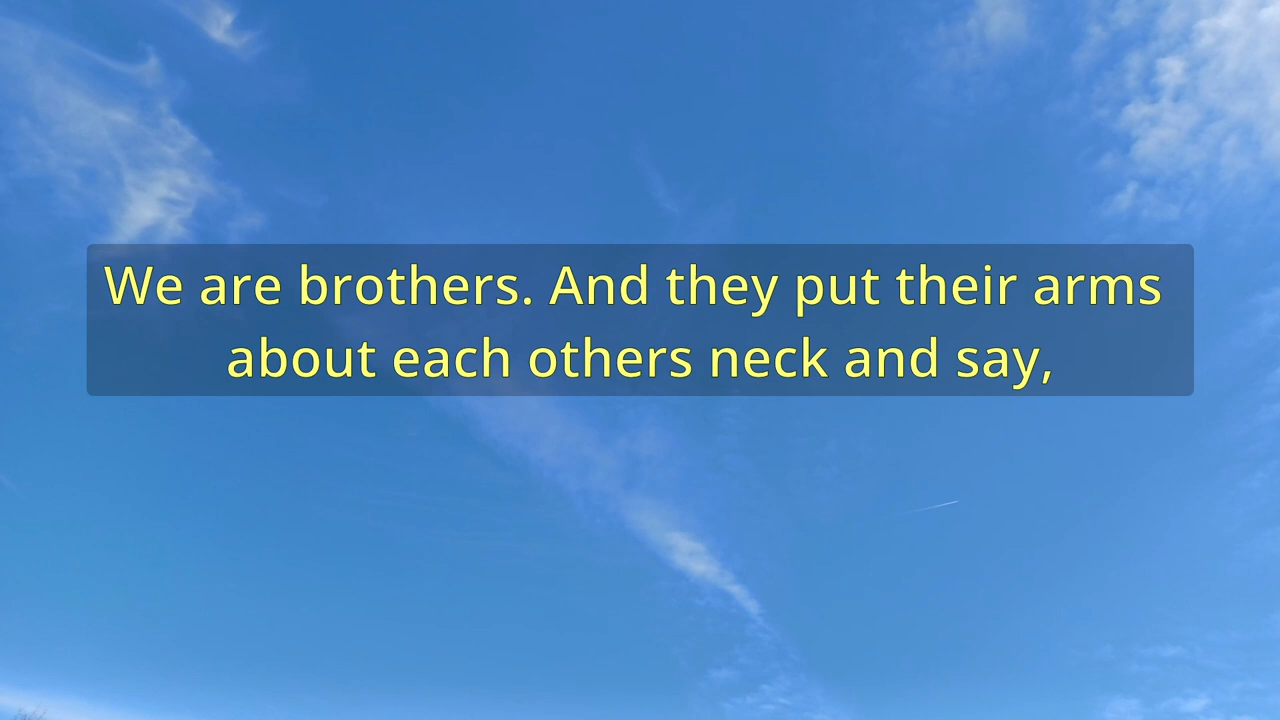 We are brothers. And they put their arms
about each others neck and say,